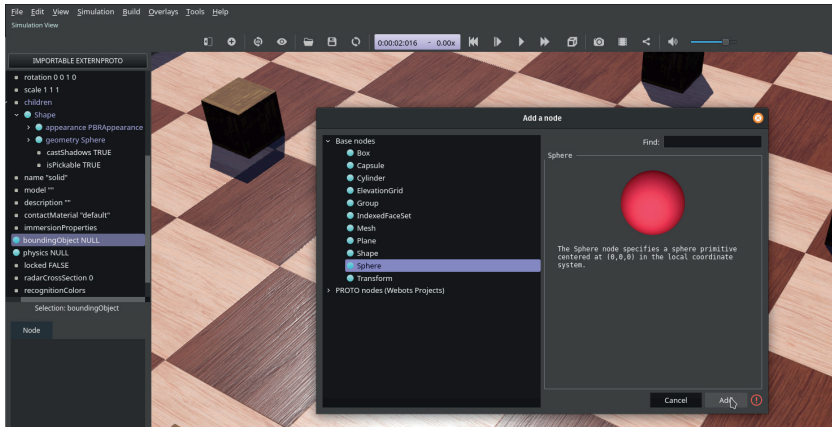 File Edit View Simulation Build Overlays Tools Help
Simulation View
0:00:02:016 - 0.00x
IMPORTABLE EXTERNPROTO
rotation 0 0 1 0
scale 1 1 1
children
Shape
appearance PBRAppearance
geometry Sphere
castShadows TRUE
isPickable TRUE
name "solid"
model ""
description ""
contactMaterial "default"
immersionProperties
boundingObject NULL
physics NULL
locked FALSE
radarCrossSection 0
recognitionColors
Selection: boundingObject
Node
Add a node
Base nodes
Box
Capsule
Cylinder
ElevationGrid
Group
IndexedFaceSet
Mesh
Plane
Shape
Sphere
Transform
PROTO nodes (Webots Projects)
Find:
Sphere
The Sphere node specifies a sphere primitive
centered at (0,0,0) in the local coordinate
system.
Cancel Add